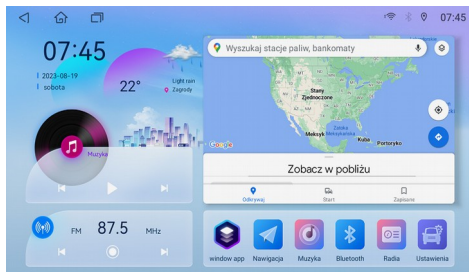 07:45
07:45
2023-08-19
sobota
22°
Light rain
Zagrody
Muzyka
FM 87.5 MHz
Wyszukaj stacje paliw, bankomaty
Stany
Zjednoczone
Meksyk
Zatoka
Meksykańska
Kuba
Portoryko
Google
Zobacz w pobliżu
Odkrywaj
Start
Zapisane
window app
Nawigacja
Muzyka
Bluetooth
Radia
Ustawienia